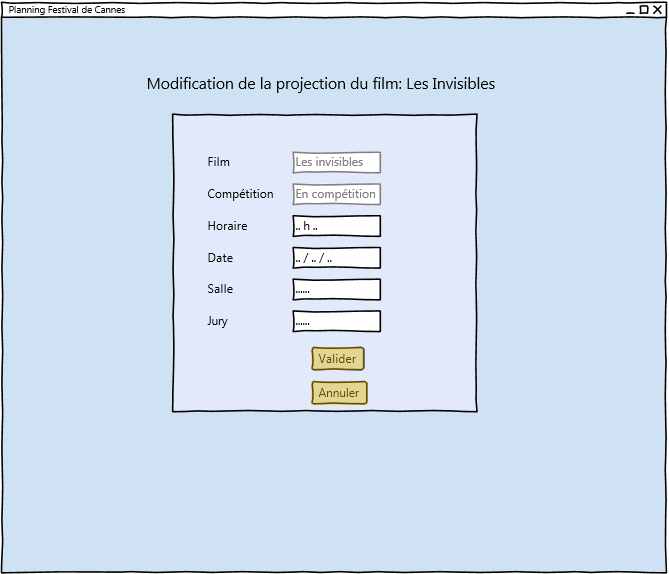 Planning Festival de Cannes
Modification de la projection du film: Les Invisibles
Film Les invisibles
Compétition En compétition
Horaire .. h ..
Date .. / .. / ..
Salle ......
Jury ......
Valider
Annuler